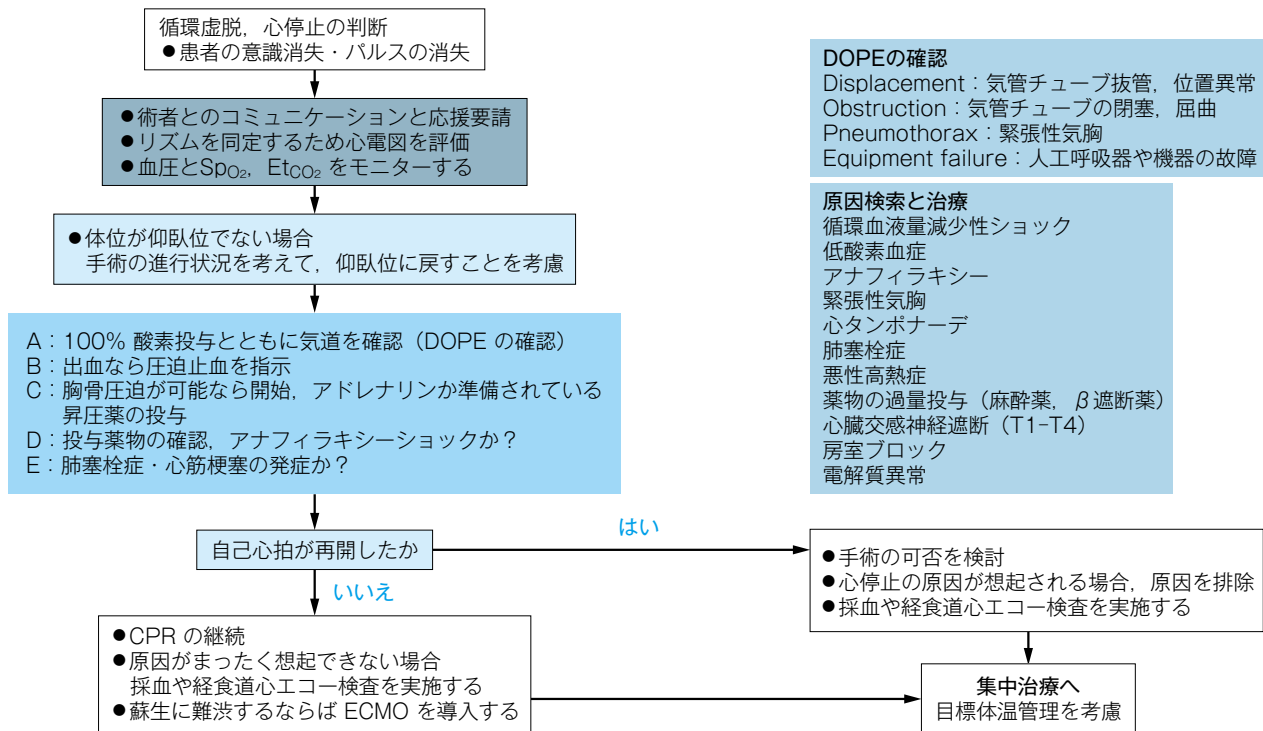 循環虚脱，心停止の判断
●患者の意識消失・パルスの消失
●術者とのコミュニケーションと応援要請
●リズムを同定するため心電図を評価
●血圧とSpO₂，EtCO₂ をモニターする
●体位が仰臥位でない場合
手術の進行状況を考えて，仰臥位に戻すことを考慮
A：100％ 酸素投与とともに気道を確認（DOPE の確認）
B：出血なら圧迫止血を指示
C：胸骨圧迫が可能なら開始，アドレナリンか準備されている
昇圧薬の投与
D：投与薬物の確認，アナフィラキシーショックか？
E：肺塞栓症・心筋梗塞の発症か？
自己心拍が再開したか
はい
いいえ
●CPR の継続
●原因がまったく想起できない場合
採血や経食道心エコー検査を実施する
●蘇生に難渋するならば ECMO を導入する
DOPEの確認
Displacement：気管チューブ抜管，位置異常
Obstruction：気管チューブの閉塞，屈曲
Pneumothorax：緊張性気胸
Equipment failure：人工呼吸器や機器の故障
原因検索と治療
循環血液量減少性ショック
低酸素血症
アナフィラキシー
緊張性気胸
心タンポナーデ
肺塞栓症
悪性高熱症
薬物の過量投与（麻酔薬，β遮断薬）
心臓交感神経遮断（T1-T4）
房室ブロック
電解質異常
●手術の可否を検討
●心停止の原因が想起される場合，原因を排除
●採血や経食道心エコー検査を実施する
集中治療へ
目標体温管理を考慮